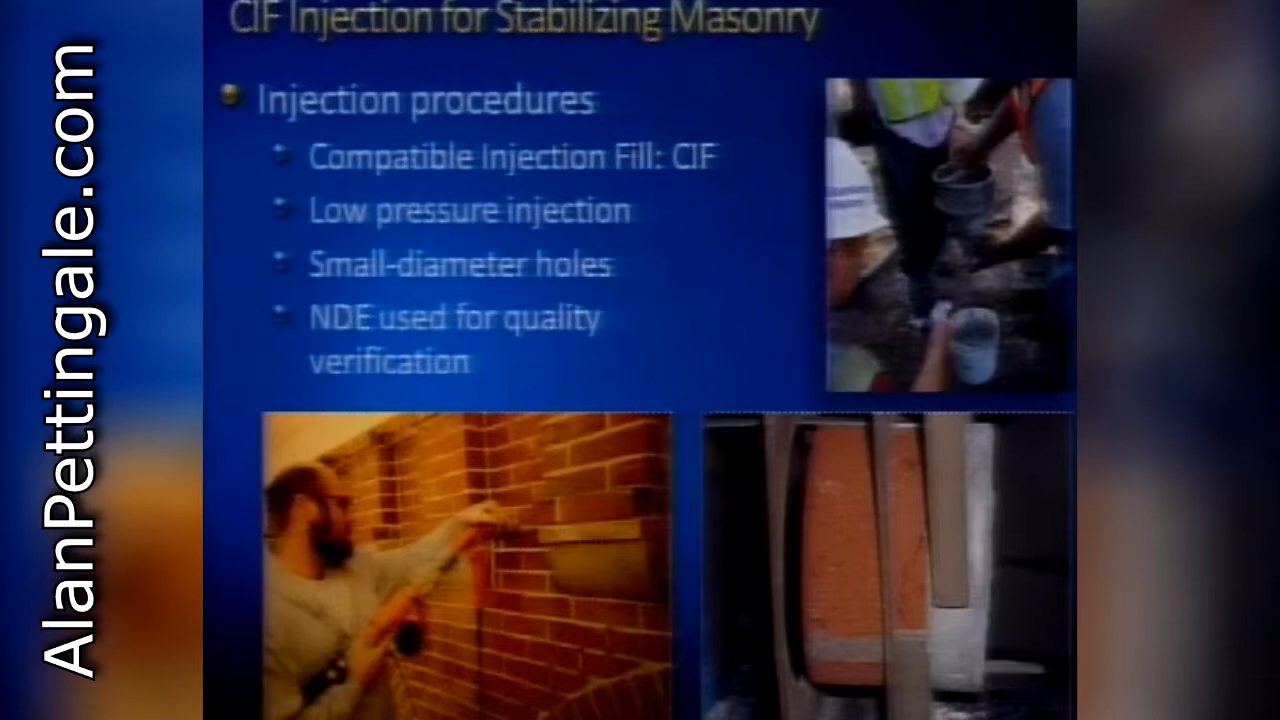 CIF Injection for Stabilizing Masonry
Injection procedures
Compatible Injection Fill: CIF
Low pressure injection
Small-diameter holes
NDE used for quality
verification
AlanPettingale.com